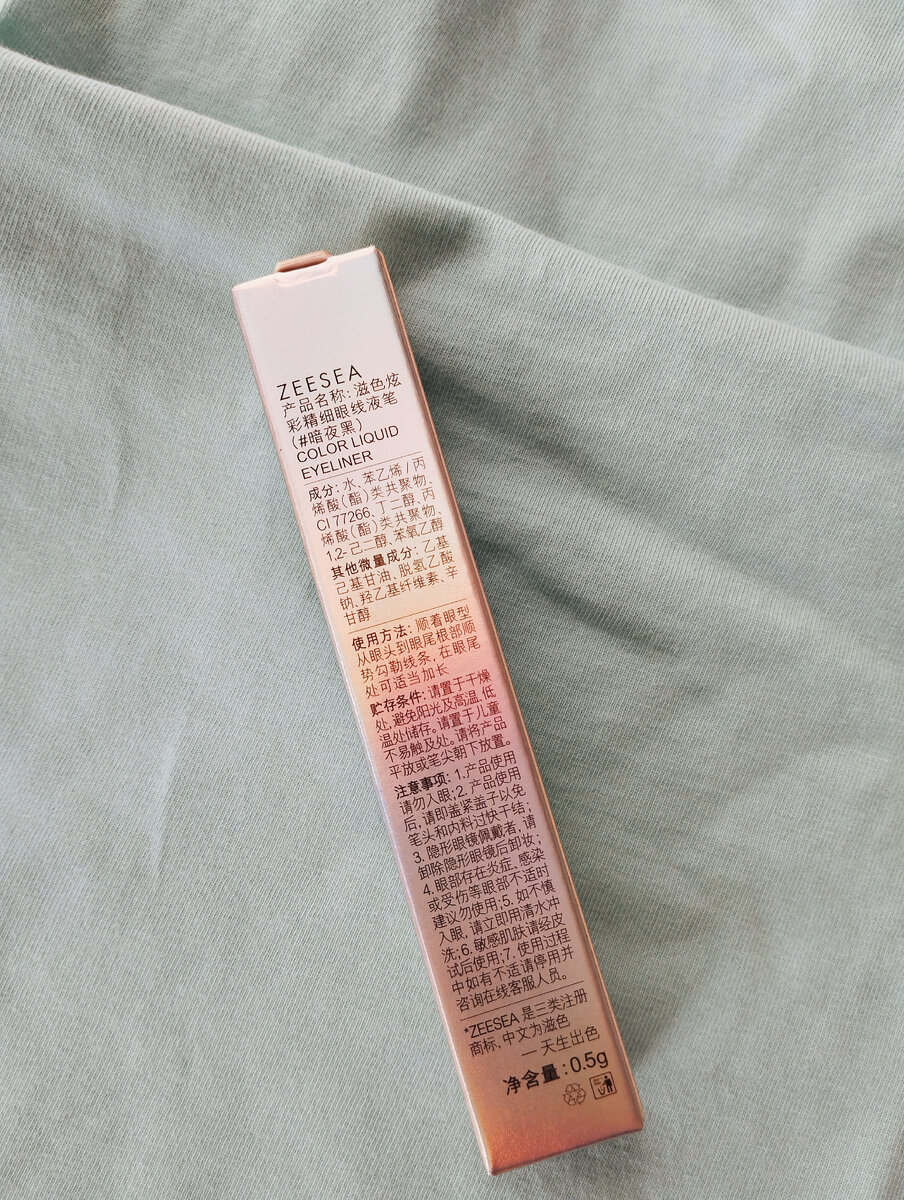 ZEESEA
产品名称:滋色炫
彩精细眼线液笔
(#暗夜黑)
COLOR LIQUID
EYELINER
成分:水、苯乙烯/丙
烯酸(酯)类共聚物、
CI 77266、丁二醇、丙
烯酸(酯)类共聚物、
1,2-己二醇、苯氧乙醇
其他微量成分:乙基
己基甘油、脱氢乙酸
钠、羟乙基纤维素、辛
甘醇
使用方法:顺着眼型
从眼头到眼尾根部顺
势勾勒线条,在眼尾
处可适当加长
贮存条件:请置于干燥
处,避免阳光及高温、低
温处储存。请置于儿童
不易触及处。请将产品
平放或笔尖朝下放置。
注意事项:1.产品使用
请勿入眼;2.产品使用
后,请即盖紧盖子以免
笔头和内料过快干结;
3.隐形眼镜佩戴者,请
卸除隐形眼镜后卸妆;
4.眼部存在炎症、感染
或受伤等眼部不适时
建议勿使用;5.如不慎
入眼,请立即用清水冲
洗;6.敏感肌肤请经皮
试后使用;7.使用过程
中如有不适请停用并
咨询在线客服人员。
*ZEESEA是三类注册
商标,中文为滋色
—天生出色
净含量:0.5g